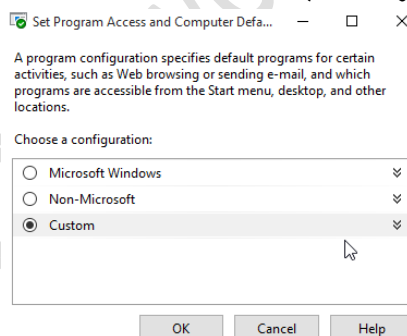 Set Program Access and Computer Defa...
A program configuration specifies default programs for certain
activities, such as Web browsing or sending e-mail, and which
programs are accessible from the Start menu, desktop, and other
locations.
Choose a configuration:
Microsoft Windows
Non-Microsoft
Custom
OK Cancel Help